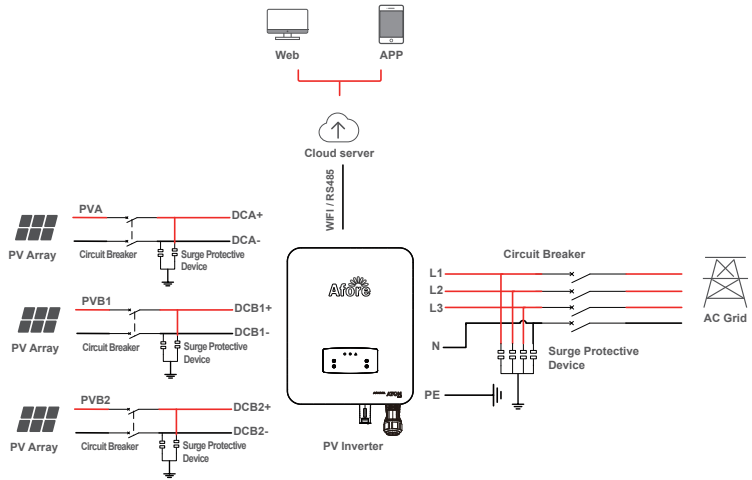 Web
APP
Cloud server
WIFI / RS485
PVA
DCA+
DCA-
PV Array
Circuit Breaker
Surge Protective
Device
PVB1
DCB1+
DCB1-
PV Array
Circuit Breaker
Surge Protective
Device
PVB2
DCB2+
DCB2-
PV Array
Circuit Breaker
Surge Protective
Device
Afore
PV Inverter
Circuit Breaker
L1
L2
L3
N
PE
Surge Protective
Device
AC Grid